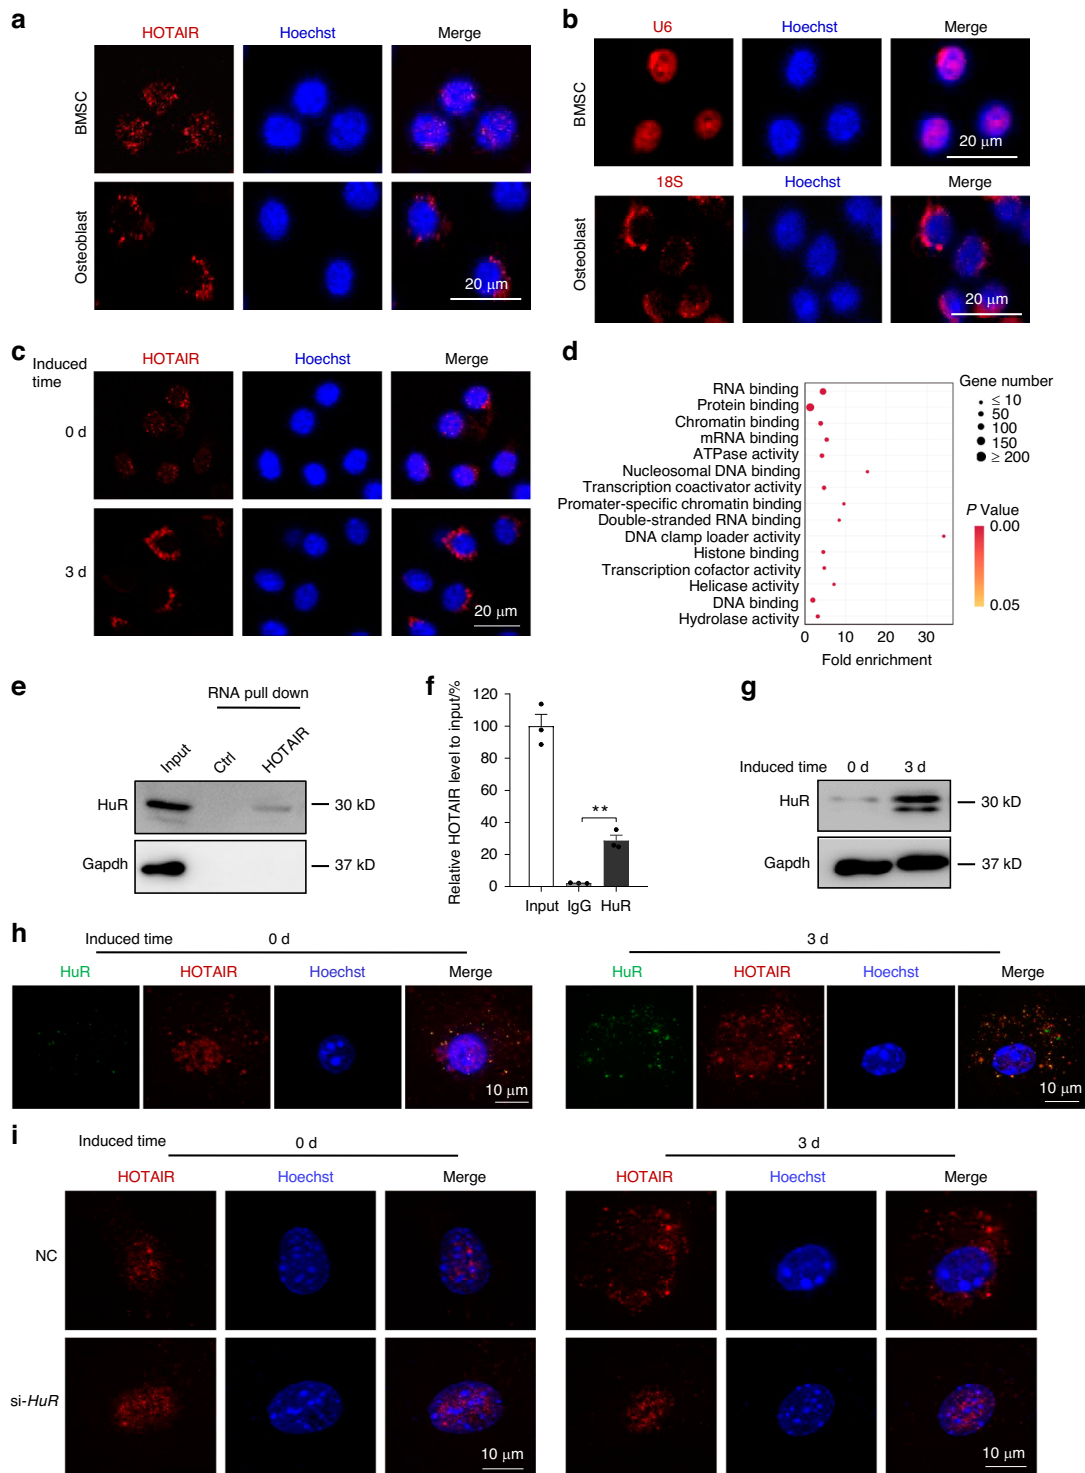 a
HOTAIR Hoechst Merge
BMSC
Osteoblast
20 μm
b
U6 Hoechst Merge
BMSC
20 μm
18S Hoechst Merge
Osteoblast
20 μm
c
Induced time
HOTAIR Hoechst Merge
0 d
3 d
20 μm
d
RNA binding
Protein binding
Chromatin binding
mRNA binding
ATPase activity
Nucleosomal DNA binding
Transcription coactivator activity
Promater-specific chromatin binding
Double-stranded RNA binding
DNA clamp loader activity
Histone binding
Transcription cofactor activity
Helicase activity
DNA binding
Hydrolase activity
0 10 20 30
Fold enrichment
Gene number
≤ 10
50
100
150
≥ 200
P Value
0.00
0.05
e
RNA pull down
Input Ctrl HOTAIR
HuR 30 kD
Gapdh 37 kD
f
Relative HOTAIR level to input/%
120
100
80
60
40
20
0
**
Input IgG HuR
g
Induced time 0 d 3 d
HuR 30 kD
Gapdh 37 kD
h
Induced time 0 d 3 d
HuR HOTAIR Hoechst Merge HuR HOTAIR Hoechst Merge
10 μm 10 μm
i
Induced time 0 d 3 d
HOTAIR Hoechst Merge HOTAIR Hoechst Merge
NC
si-HuR
10 μm 10 μm